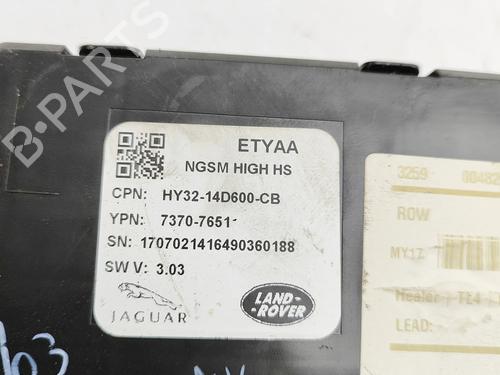 B-PARTS
ETYAA
NGSM HIGH HS
CPN: HY32-14D600-CB
YPN: 7370-7651
SN: 1707021416490360188
SW V: 3.03
JAGUAR
LAND-
ROVER
3259
ROW
MY17
LEAD: